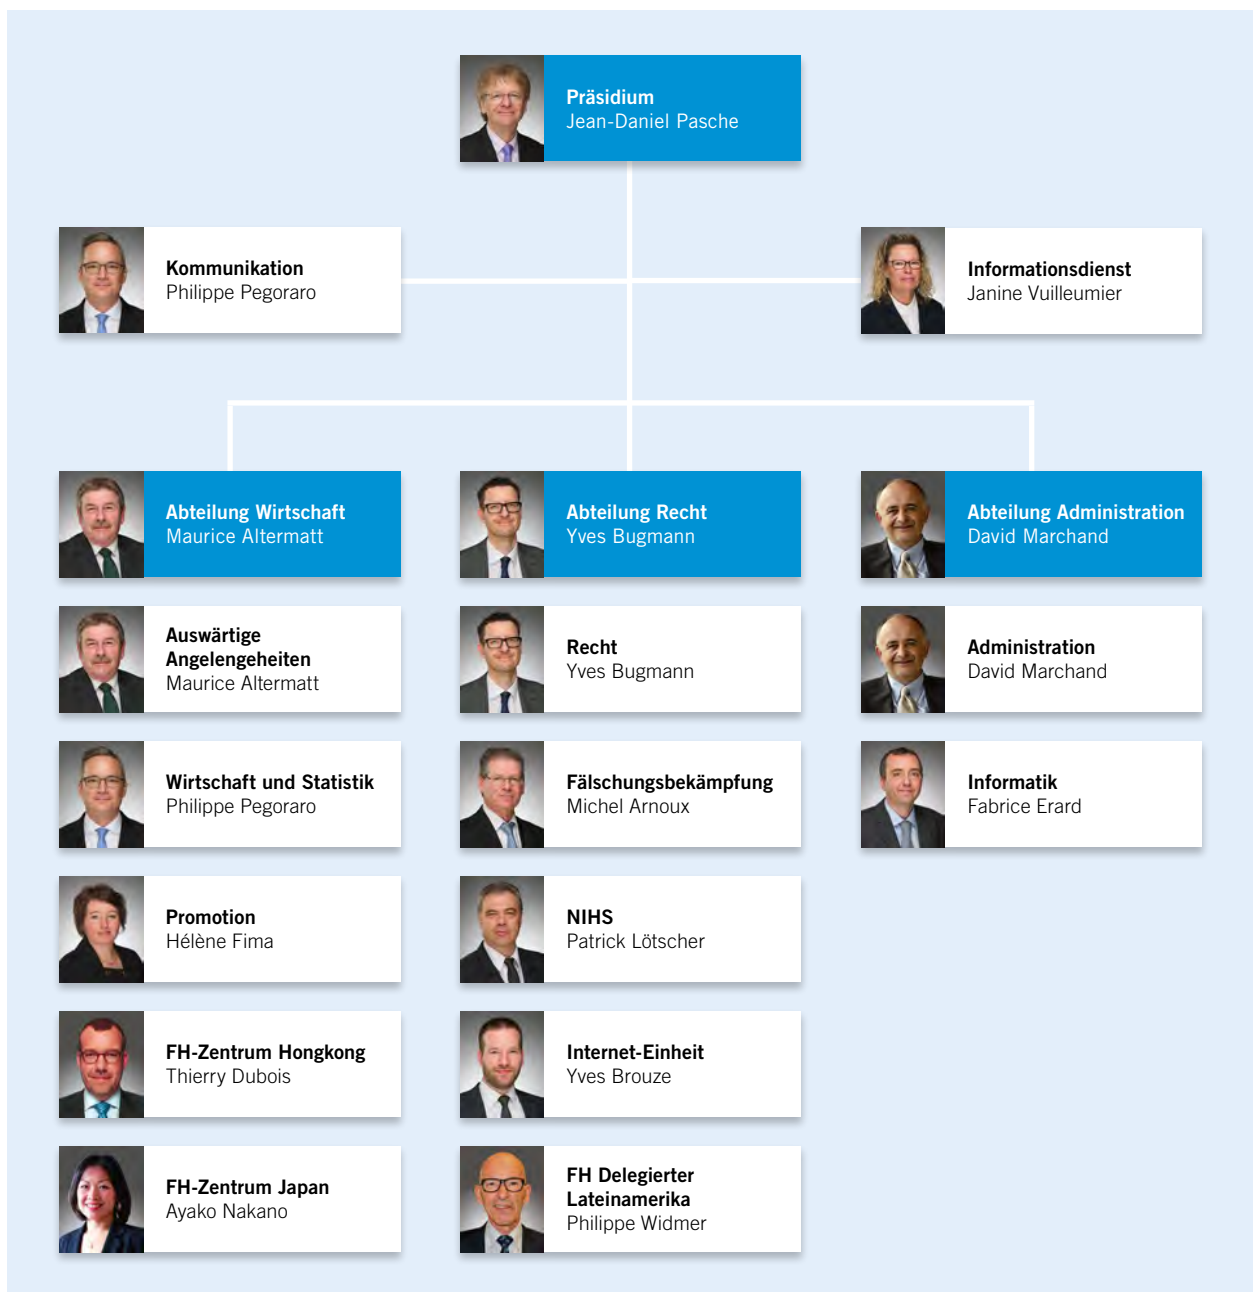 Präsidium
Jean-Daniel Pasche
Kommunikation
Philippe Pegoraro
Informationsdienst
Janine Vuilleumier
Abteilung Wirtschaft
Maurice Altermatt
Abteilung Recht
Yves Bugmann
Abteilung Administration
David Marchand
Auswärtige
Angelengeheiten
Maurice Altermatt
Recht
Yves Bugmann
Administration
David Marchand
Wirtschaft und Statistik
Philippe Pegoraro
Fälschungsbekämpfung
Michel Arnoux
Informatik
Fabrice Erard
Promotion
Hélène Fima
NIHS
Patrick Lötscher
FH-Zentrum Hongkong
Thierry Dubois
Internet-Einheit
Yves Brouze
FH-Zentrum Japan
Ayako Nakano
FH Delegierter
Lateinamerika
Philippe Widmer